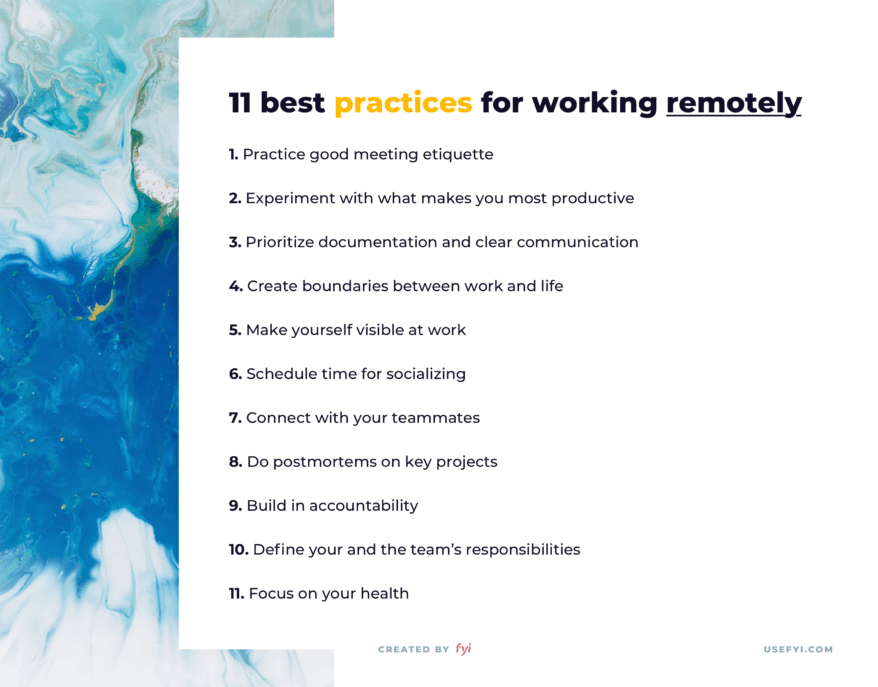 11 best practices for working remotely
1. Practice good meeting etiquette
2. Experiment with what makes you most productive
3. Prioritize documentation and clear communication
4. Create boundaries between work and life
5. Make yourself visible at work
6. Schedule time for socializing
7. Connect with your teammates
8. Do postmortems on key projects
9. Build in accountability
10. Define your and the team’s responsibilities
11. Focus on your health
CREATED BY fyi
USEFYI.COM